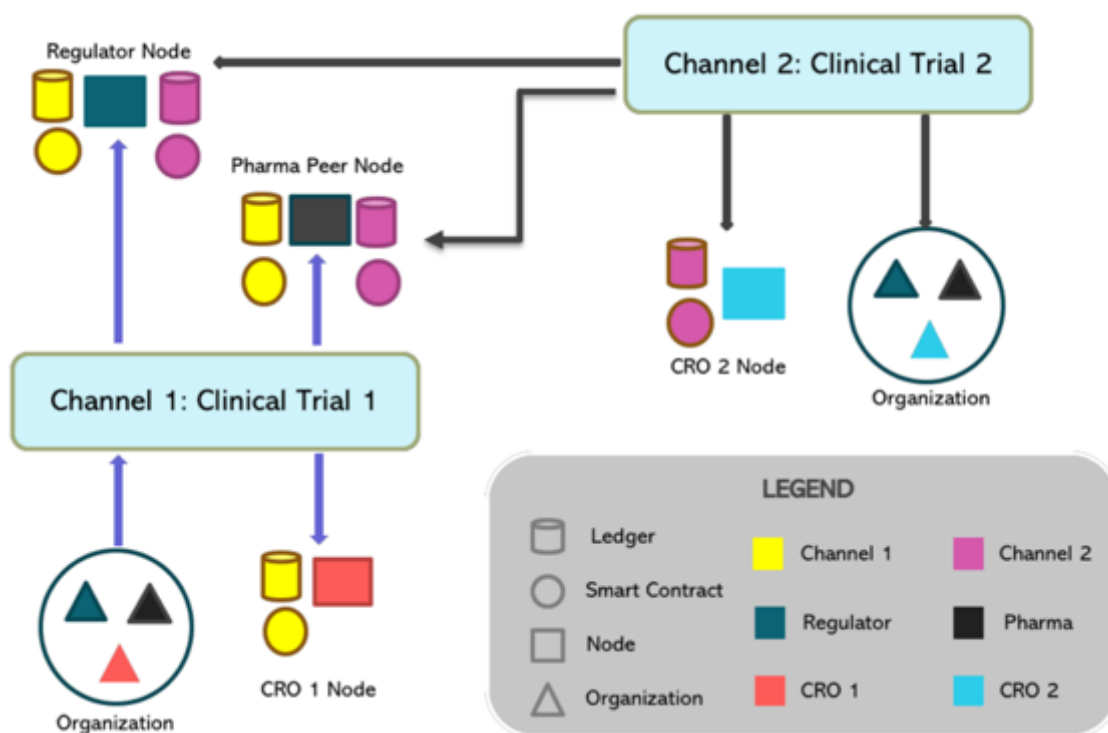 Regulator Node
Channel 2: Clinical Trial 2
Pharma Peer Node
CRO 2 Node
Organization
Channel 1: Clinical Trial 1
Organization
CRO 1 Node
LEGEND
Ledger
Smart Contract
Node
Organization
Channel 1
Channel 2
Regulator
Pharma
CRO 1
CRO 2